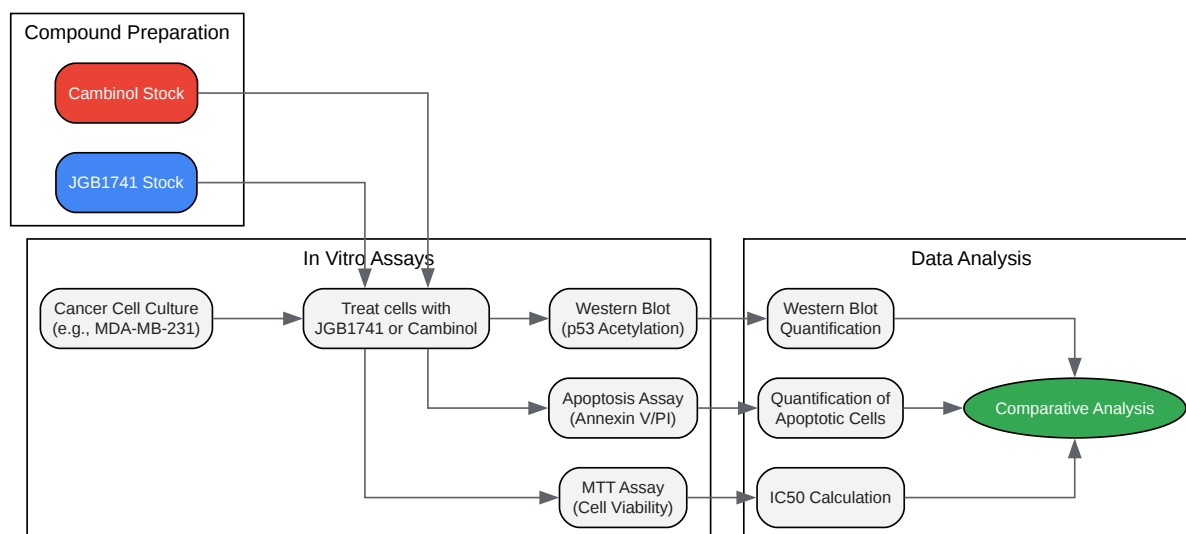 Compound Preparation
Cambinol Stock
JGB1741 Stock
In Vitro Assays
Data Analysis
Cancer Cell Culture
(e.g., MDA-MB-231)
Treat cells with
JGB1741 or Cambinol
Western Blot
(p53 Acetylation)
Western Blot
Quantification
Apoptosis Assay
(Annexin V/PI)
Quantification of
Apoptotic Cells
Comparative Analysis
MTT Assay
(Cell Viability)
IC50 Calculation